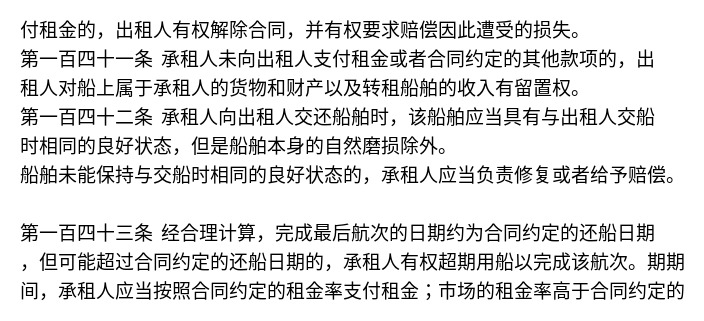 付租金的，出租人有权解除合同，并有权要求赔偿因此遭受的损失。
第一百四十一条 承租人未向出租人支付租金或者合同约定的其他款项的，出
租人对船上属于承租人的货物和财产以及转租船舶的收入有留置权。
第一百四十二条 承租人向出租人交还船舶时，该船舶应当具有与出租人交船
时相同的良好状态，但是船舶本身的自然磨损除外。
船舶未能保持与交船时相同的良好状态的，承租人应当负责修复或者给予赔偿。
第一百四十三条 经合理计算，完成最后航次的日期约为合同约定的还船日期
，但可能超过合同约定的还船日期的，承租人有权超期用船以完成该航次。期期
间，承租人应当按照合同约定的租金率支付租金；市场的租金率高于合同约定的